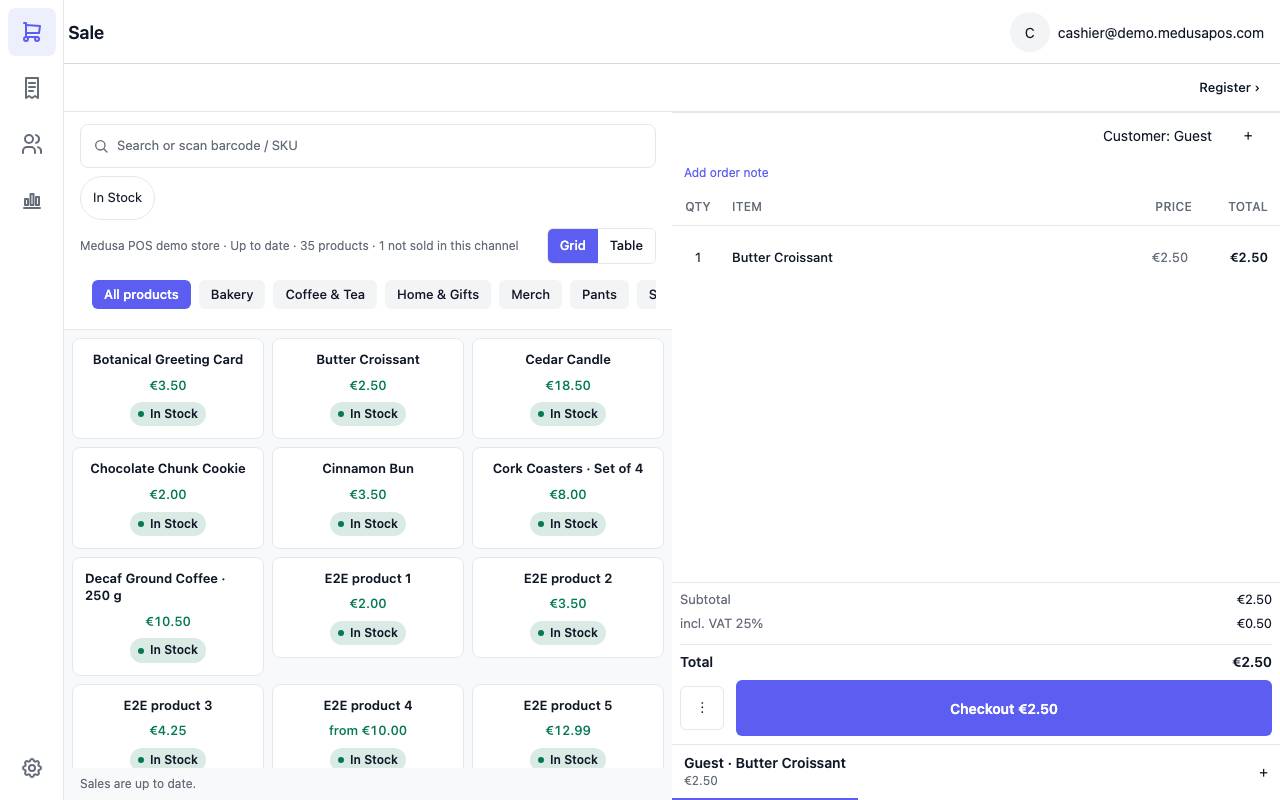 Sale
C
cashier@demo.medusapos.com
Register ›
Search or scan barcode / SKU
In Stock
Medusa POS demo store · Up to date · 35 products · 1 not sold in this channel
Grid
Table
All products
Bakery
Coffee & Tea
Home & Gifts
Merch
Pants
S
Botanical Greeting Card
€3.50
In Stock
Butter Croissant
€2.50
In Stock
Cedar Candle
€18.50
In Stock
Chocolate Chunk Cookie
€2.00
In Stock
Cinnamon Bun
€3.50
In Stock
Cork Coasters · Set of 4
€8.00
In Stock
Decaf Ground Coffee ·
250 g
€10.50
In Stock
E2E product 1
€2.00
In Stock
E2E product 2
€3.50
In Stock
E2E product 3
€4.25
In Stock
E2E product 4
from €10.00
In Stock
E2E product 5
€12.99
In Stock
Sales are up to date.
Customer: Guest +
Add order note
QTY ITEM PRICE TOTAL
1 Butter Croissant €2.50 €2.50
Subtotal €2.50
incl. VAT 25% €0.50
Total €2.50
⋮
Checkout €2.50
Guest · Butter Croissant
€2.50
+